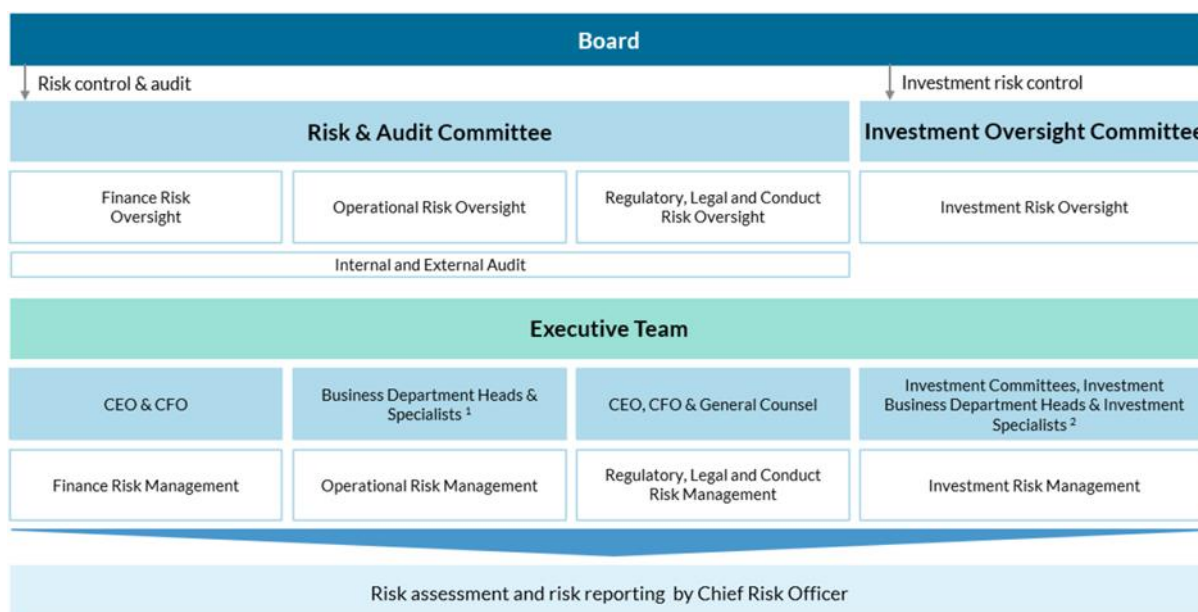 Board
Risk control & audit
Investment risk control
Risk & Audit Committee
Investment Oversight Committee
Finance Risk
Oversight
Operational Risk Oversight
Regulatory, Legal and Conduct
Risk Oversight
Investment Risk Oversight
Internal and External Audit
Executive Team
CEO & CFO
Business Department Heads &
Specialists ¹
CEO, CFO & General Counsel
Investment Committees, Investment
Business Department Heads & Investment
Specialists ²
Finance Risk Management
Operational Risk Management
Regulatory, Legal and Conduct
Risk Management
Investment Risk Management
Risk assessment and risk reporting by Chief Risk Officer